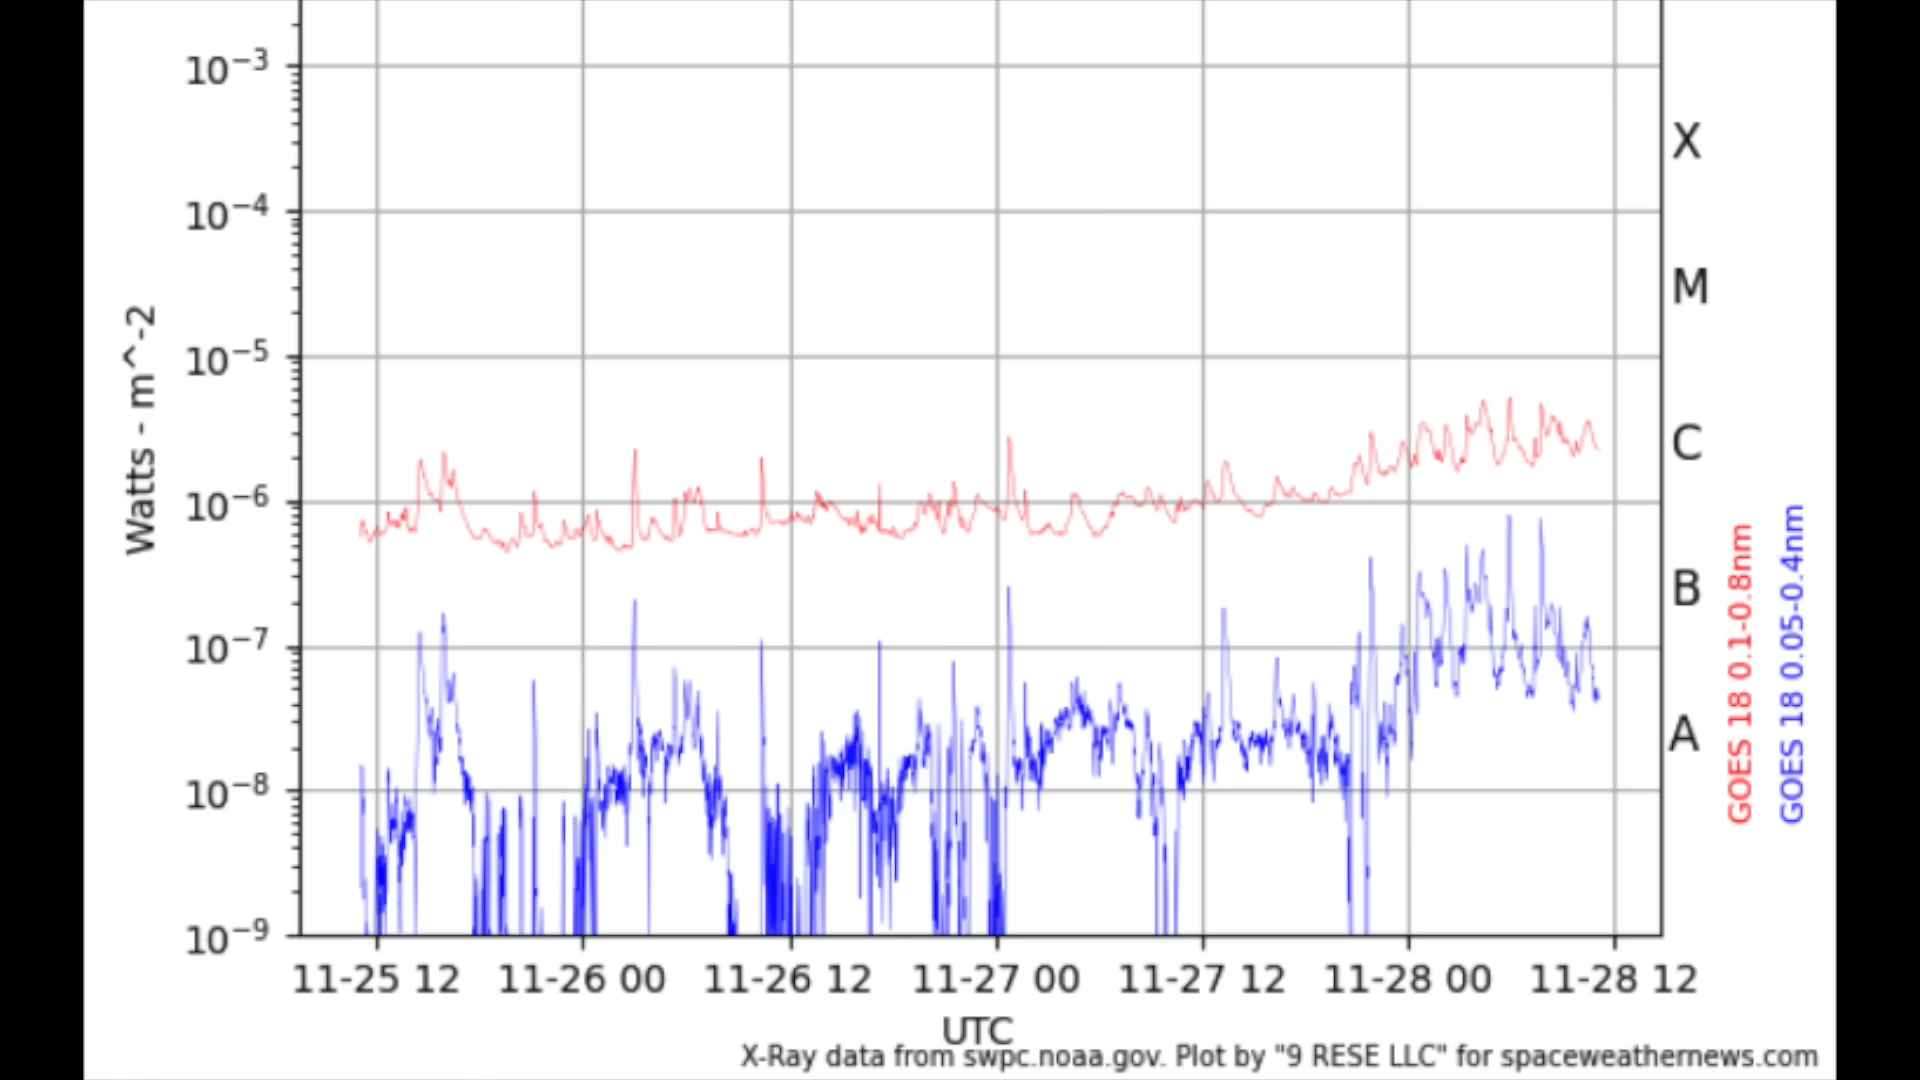 10⁻³
10⁻⁴
10⁻⁵
10⁻⁶
10⁻⁷
10⁻⁸
10⁻⁹
Watts - m^-2
X
M
C
B
A
GOES 18 0.1-0.8nm
GOES 18 0.05-0.4nm
11-25 12 11-26 00 11-26 12 11-27 00 11-27 12 11-28 00 11-28 12
UTC
X-Ray data from swpc.noaa.gov. Plot by "9 RESE LLC" for spaceweathernews.com